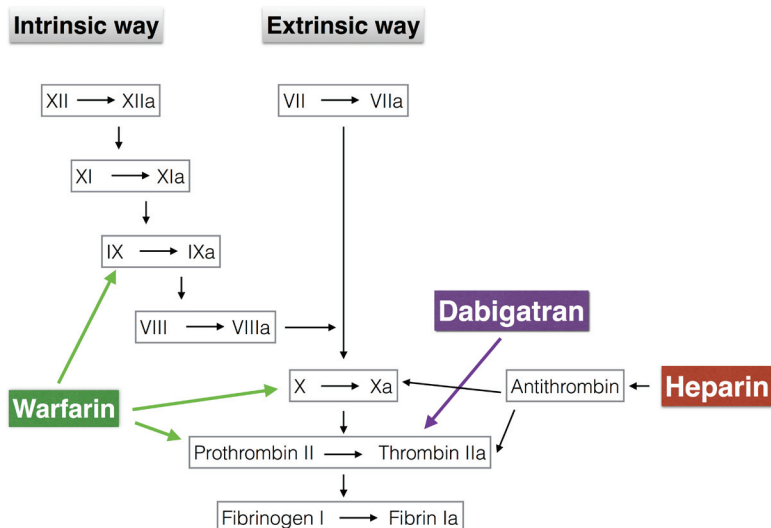 Intrinsic way
Extrinsic way
XII XIIa
VII VIIa
XI XIa
IX IXa
VIII VIIIa
Dabigatran
X Xa
Antithrombin
Heparin
Warfarin
Prothrombin II Thrombin IIa
Fibrinogen I Fibrin Ia